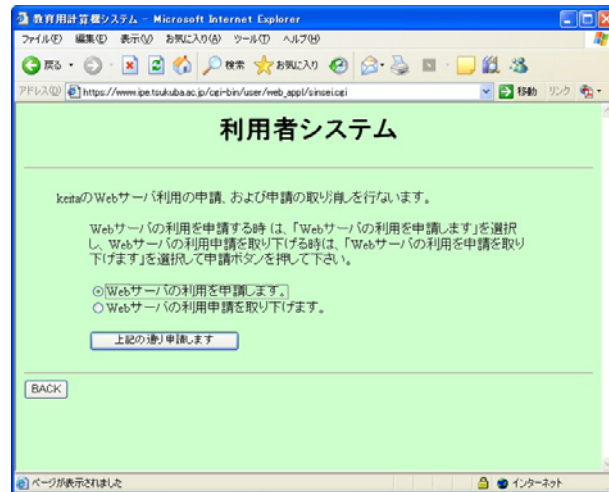 教育用計算機システム - Microsoft Internet Explorer
ファイル(F) 編集(E) 表示(V) お気に入り(A) ツール(T) ヘルプ(H)
戻る 検索 お気に入り
アドレス(D) https://www.ipe.tsukuba.ac.jp/cgi-bin/user/web_appl/sinsei.cgi 移動 リンク
利用者システム
keitaのWebサーバ利用の申請、および申請の取り消しを行ないます。
Webサーバの利用を申請する時は、「Webサーバの利用を申請します」を選択
し、Webサーバの利用申請を取り下げる時は、「Webサーバの利用申請を取り
下げます」を選択して申請ボタンを押して下さい。
Webサーバの利用を申請します。
Webサーバの利用申請を取り下げます。
上記の通り申請します
BACK
ページが表示されました インターネット